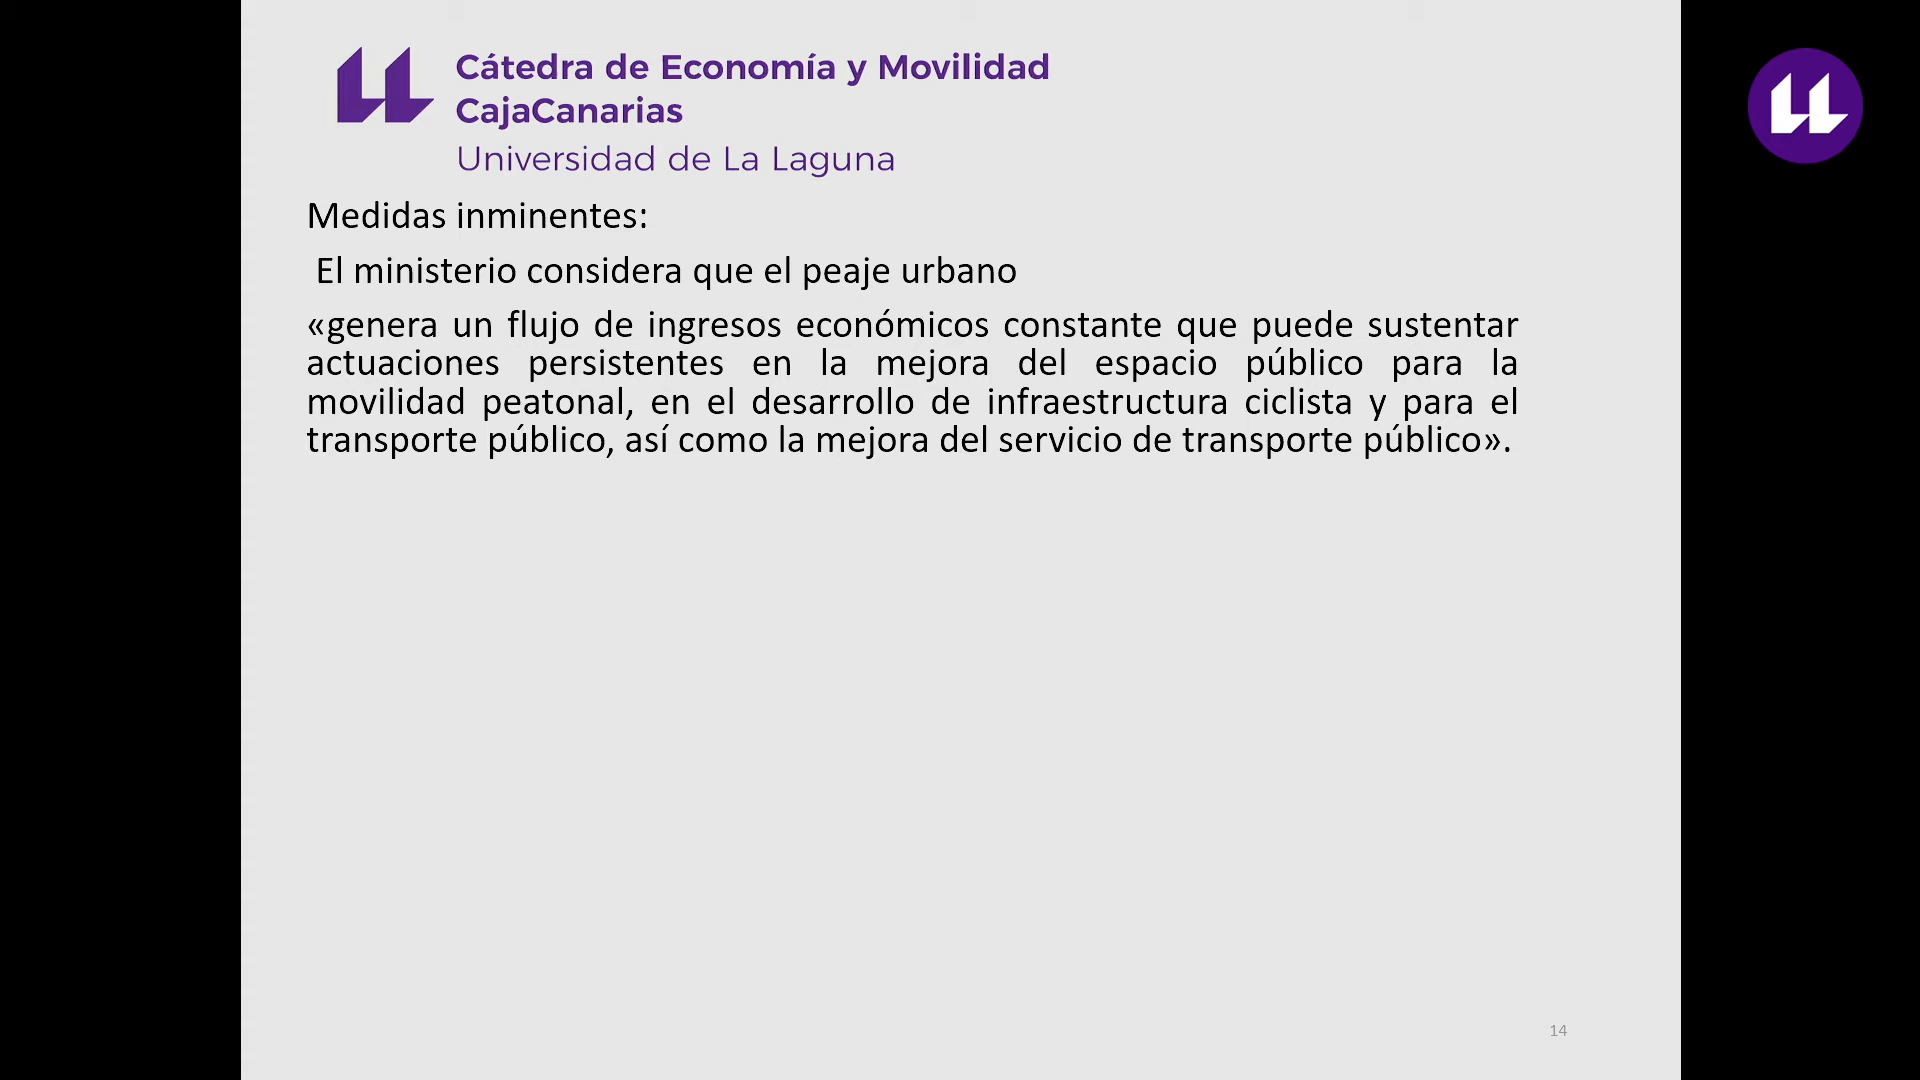 Cátedra de Economía y Movilidad
CajaCanarias
Universidad de La Laguna
Medidas inminentes:
El ministerio considera que el peaje urbano
«genera un flujo de ingresos económicos constante que puede sustentar
actuaciones persistentes en la mejora del espacio público para la
movilidad peatonal, en el desarrollo de infraestructura ciclista y para el
transporte público, así como la mejora del servicio de transporte público».
14